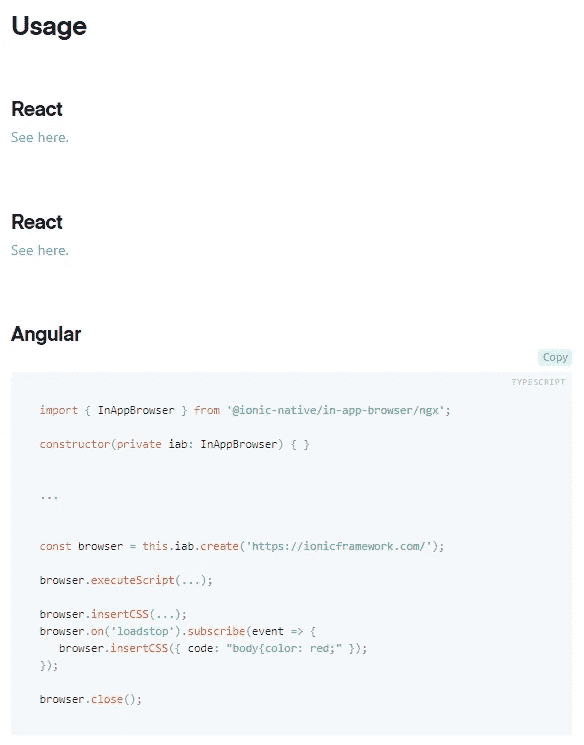 Usage
React
See here.
React
See here.
Angular
Copy
TYPESCRIPT
import { InAppBrowser } from '@ionic-native/in-app-browser/ngx';
constructor(private iab: InAppBrowser) { }
...
const browser = this.iab.create('https://ionicframework.com/');
browser.executeScript(...);
browser.insertCSS(...);
browser.on('loadstop').subscribe(event => {
   browser.insertCSS({ code: "body{color: red;" });
});
browser.close();